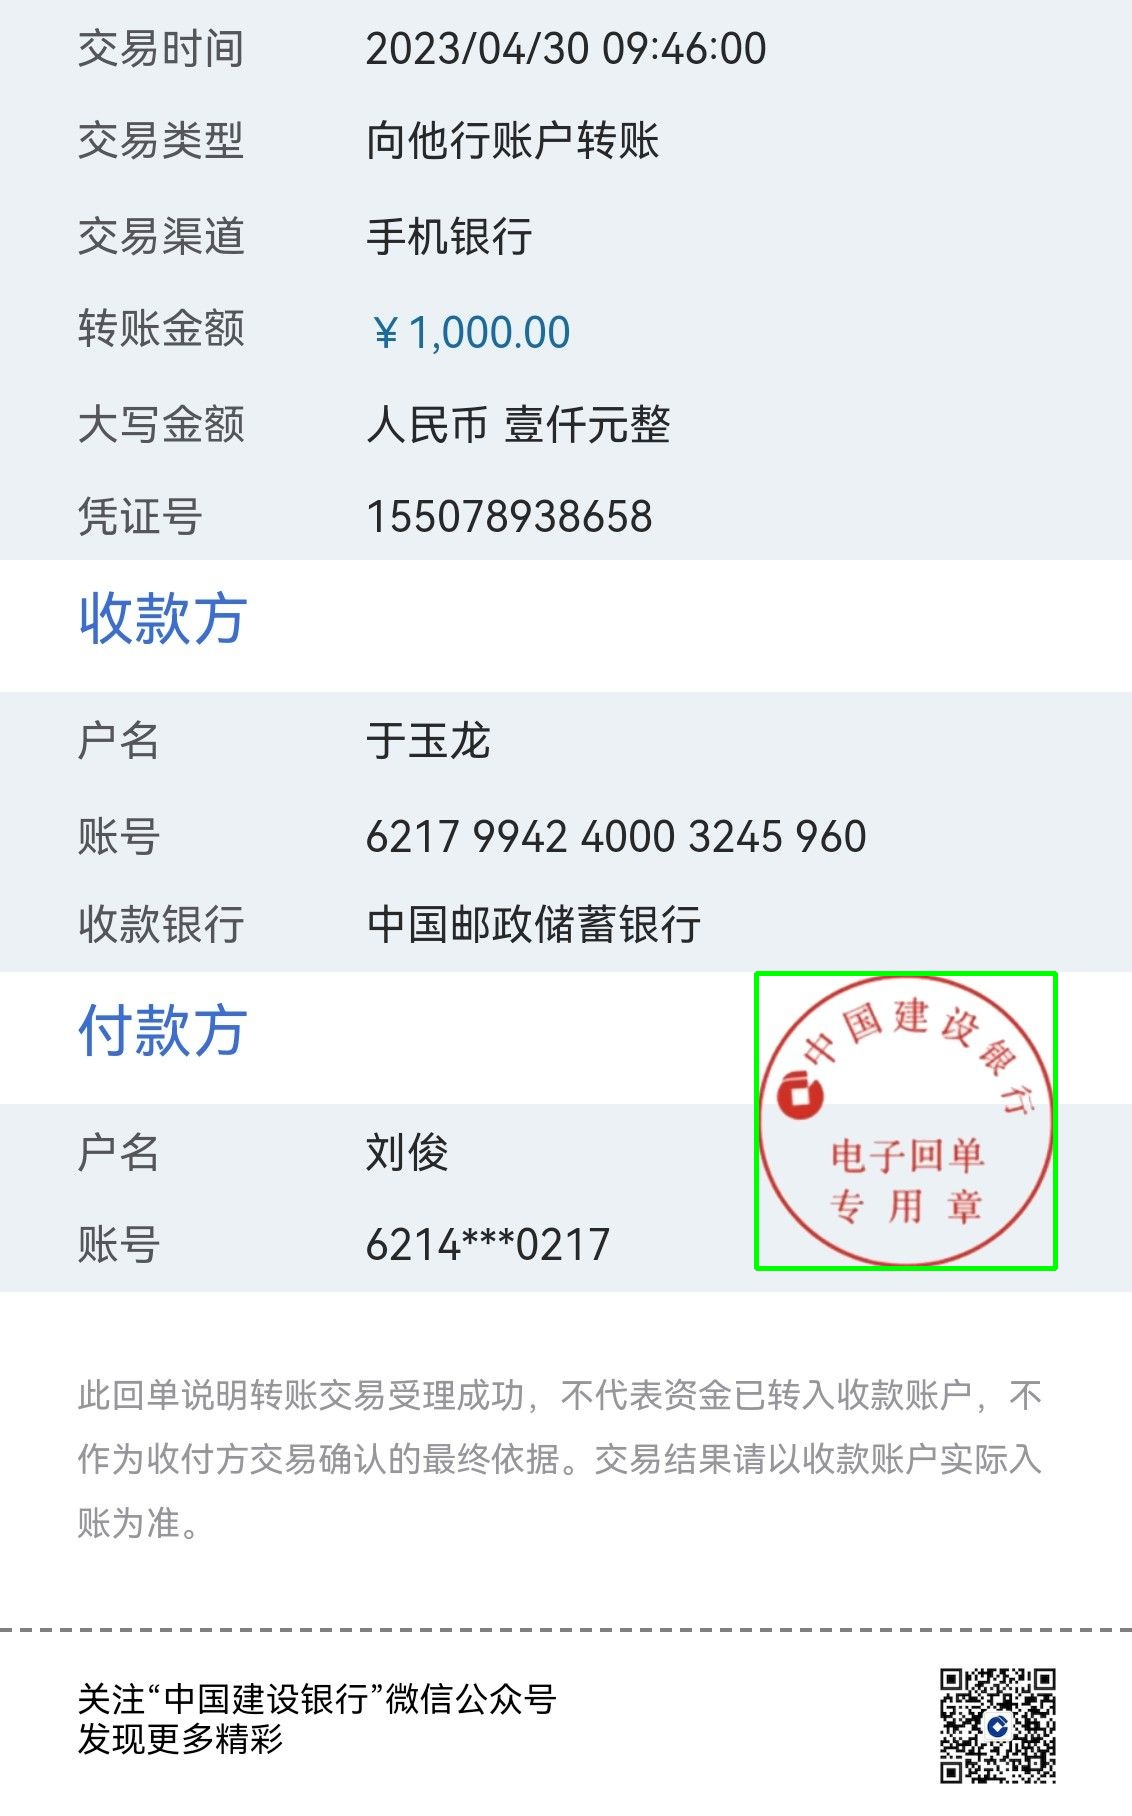 交易时间 2023/04/30 09:46:00
交易类型 向他行账户转账
交易渠道 手机银行
转账金额 ￥1,000.00
大写金额 人民币 壹仟元整
凭证号 155078938658
收款方
户名 于玉龙
账号 6217 9942 4000 3245 960
收款银行 中国邮政储蓄银行
付款方
中国建设银行
电子回单
专用章
户名 刘俊
账号 6214***0217
此回单说明转账交易受理成功，不代表资金已转入收款账户，不
作为收付方交易确认的最终依据。交易结果请以收款账户实际入
账为准。
关注“中国建设银行”微信公众号
发现更多精彩